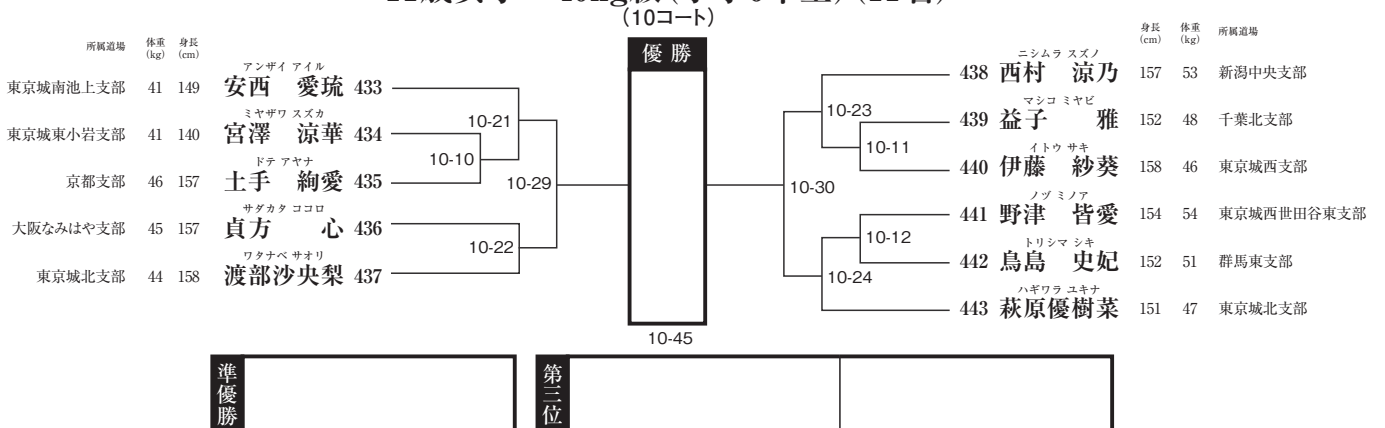 (10コート)
所属道場 体重(kg) 身長(cm)
アンザイ アイル
東京城南池上支部 41 149 安西 愛琉 433
ミヤザワ スズカ
東京城東小岩支部 41 140 宮澤 涼華 434
ドテ アヤナ
京都支部 46 157 土手 絢愛 435
サダカタ ココロ
大阪なみはや支部 45 157 貞方 心 436
ワタナベ サオリ
東京城北支部 44 158 渡部沙央梨 437
10-21
10-10
10-29
10-22
優勝
10-45
身長(cm) 体重(kg) 所属道場
ニシムラ スズノ
438 西村 涼乃 157 53 新潟中央支部
マシコ ミヤビ
439 益子 雅 152 48 千葉北支部
イトウ サキ
440 伊藤 紗葵 158 46 東京城西支部
ノヅ ミノア
441 野津 皆愛 154 54 東京城西世田谷東支部
トリシマ シキ
442 鳥島 史妃 152 51 群馬東支部
ハギワラ ユキナ
443 萩原優樹菜 151 47 東京城北支部
10-23
10-11
10-30
10-12
10-24
準優勝
第三位